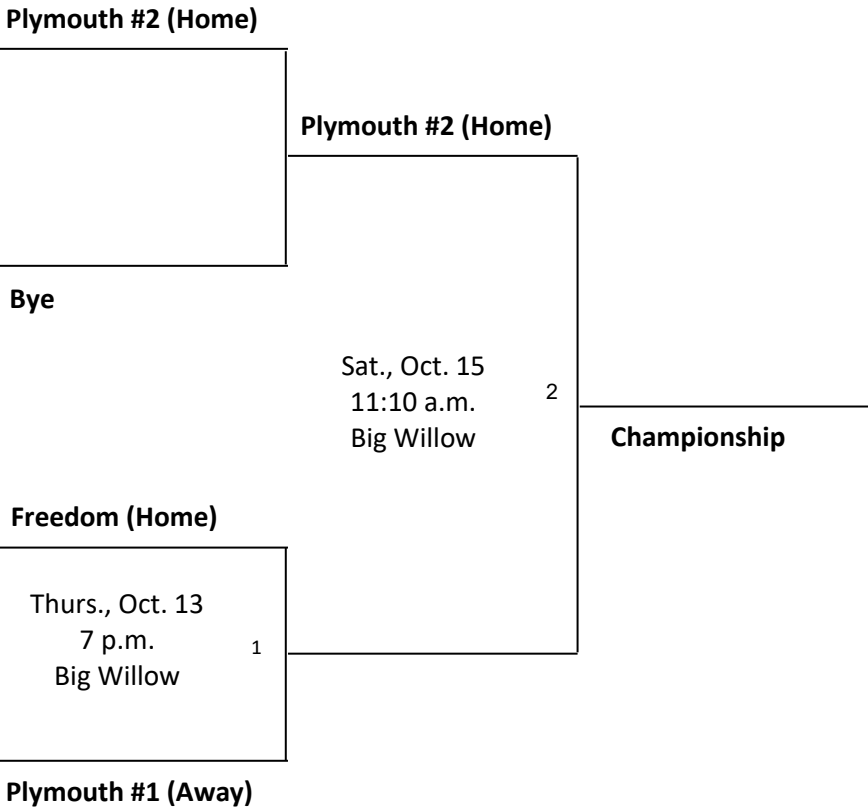 Plymouth #2 (Home)
Plymouth #2 (Home)
Bye
Sat., Oct. 15
11:10 a.m.
Big Willow
2
Championship
Freedom (Home)
Thurs., Oct. 13
7 p.m.
Big Willow
1
Plymouth #1 (Away)